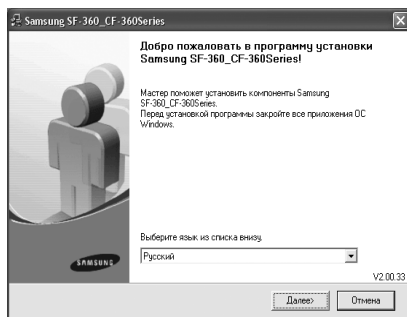 Samsung SF-360_CF-360Series
Добро пожаловать в программу установки
Samsung SF-360_CF-360Series!
Мастер поможет установить компоненты Samsung
SF-360_CF-360Series.
Перед установкой программы закройте все приложения ОС
Windows.
Выберите язык из списка внизу.
Русский
SAMSUNG
V2.00.33
Далее>
Отмена